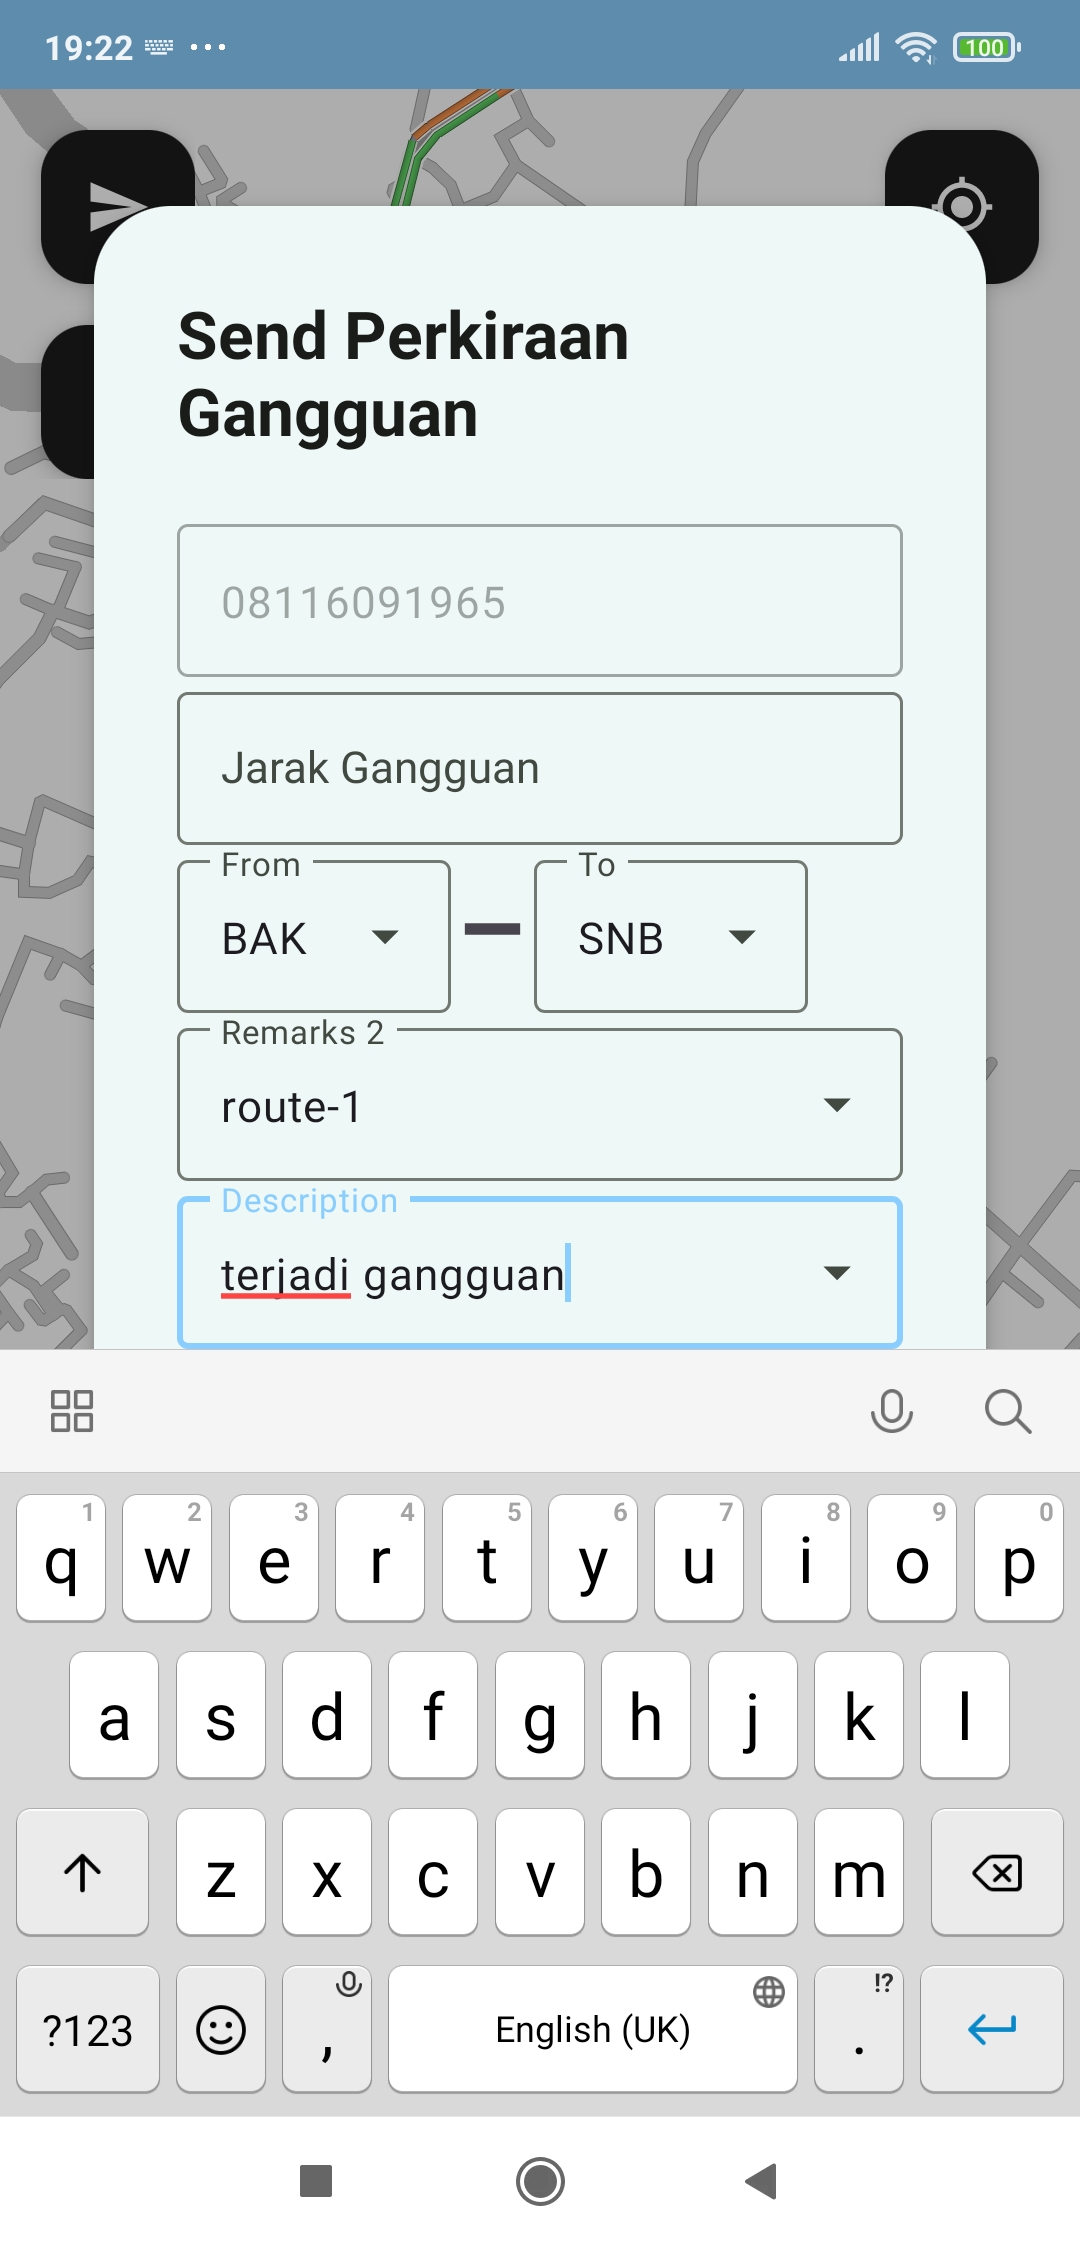 19:22
100
Send Perkiraan
Gangguan
08116091965
Jarak Gangguan
From
To
BAK
SNB
Remarks 2
route-1
Description
terjadi gangguan
1 2 3 4 5 6 7 8 9 0
q w e r t y u i o p
a s d f g h j k l
z x c v b n m
!?
?123 , English (UK) .